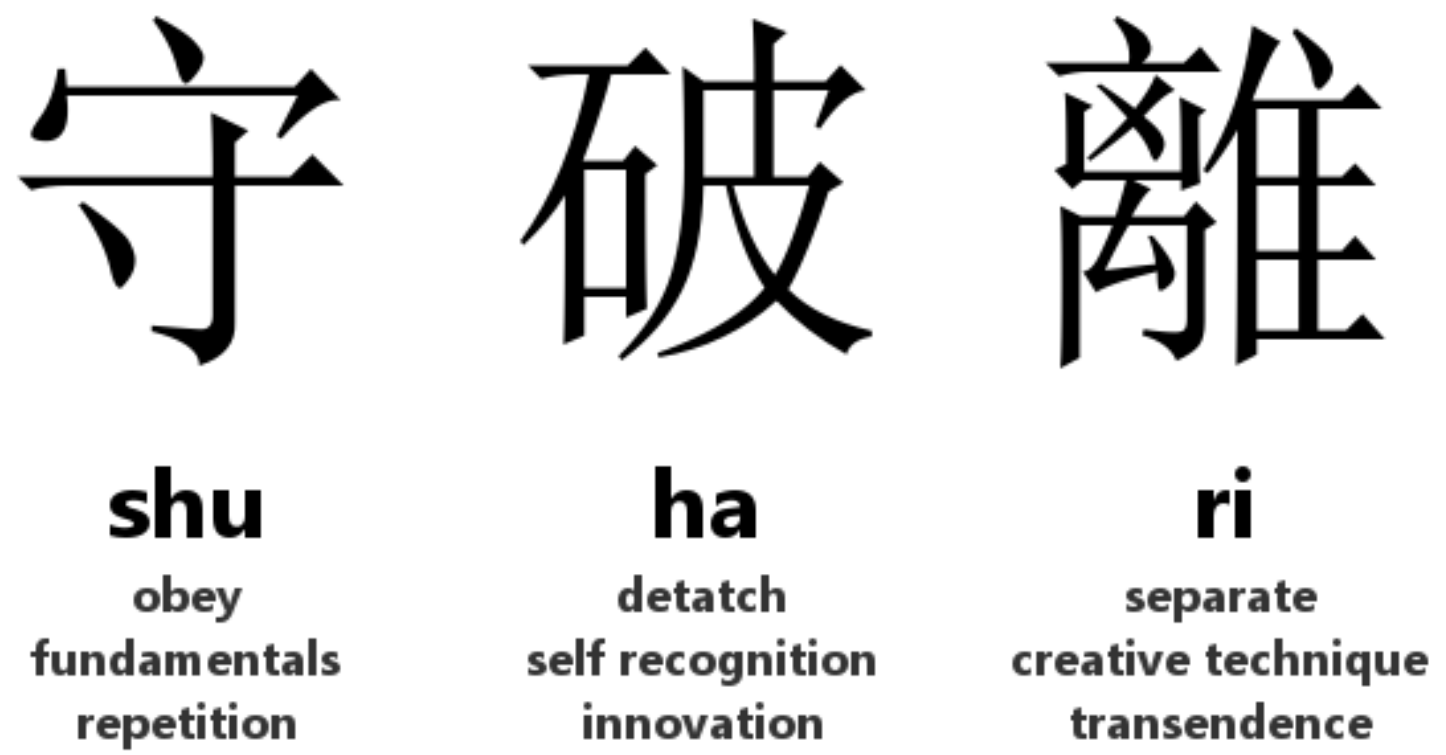 守 破 離
shu ha ri
obey detatch separate
fundamentals self recognition creative technique
repetition innovation transendence